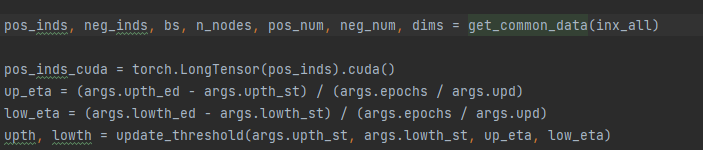 pos_inds, neg_inds, bs, n_nodes, pos_num, neg_num, dims = get_common_data(inx_all)
pos_inds_cuda = torch.LongTensor(pos_inds).cuda()
up_eta = (args.upth_ed - args.upth_st) / (args.epochs / args.upd)
low_eta = (args.lowth_ed - args.lowth_st) / (args.epochs / args.upd)
upth, lowth = update_threshold(args.upth_st, args.lowth_st, up_eta, low_eta)